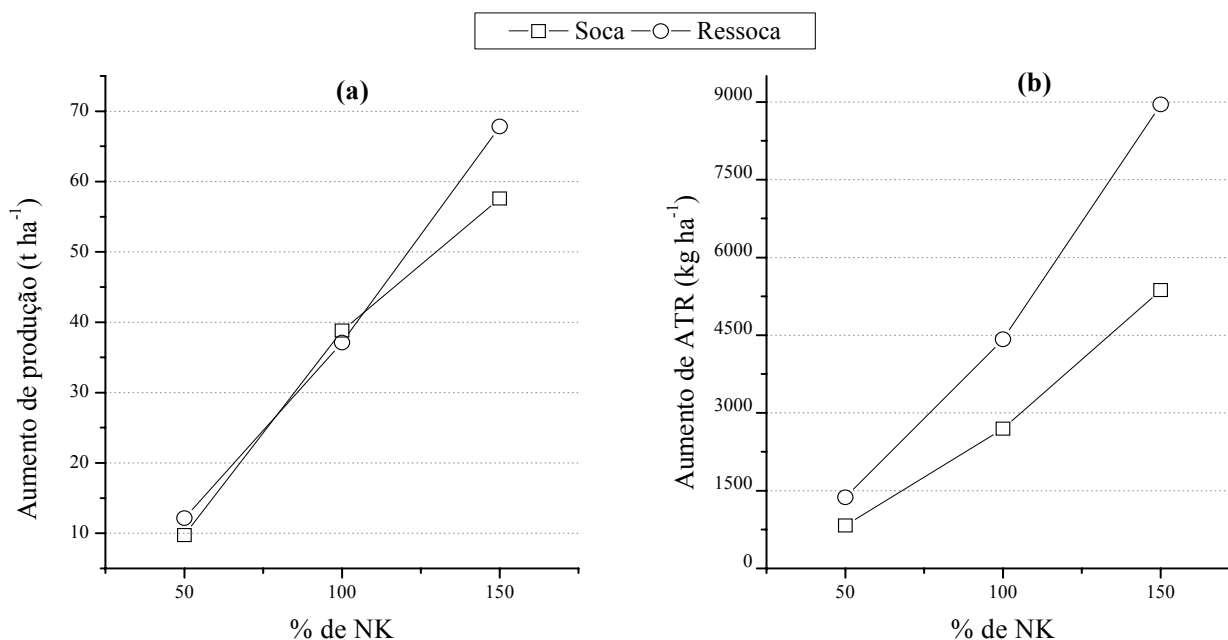 Soca Ressoca
(a)
Aumento de produção (t ha⁻¹)
70
60
50
40
30
20
10
50 100 150
% de NK
(b)
Aumento de ATR (kg ha⁻¹)
9000
7500
6000
4500
3000
1500
0
50 100 150
% de NK